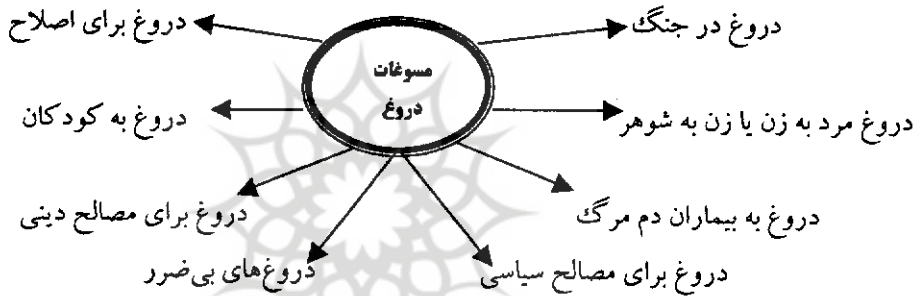 دروغ در جنگ
دروغ برای اصلاح
مسوغات
دروغ
دروغ مرد به زن یا زن به شوهر
دروغ به کودکان
دروغ به بیماران دم مرگ
دروغ برای مصالح دینی
دروغ برای مصالح سیاسی
دروغ‌های بی‌ضرر